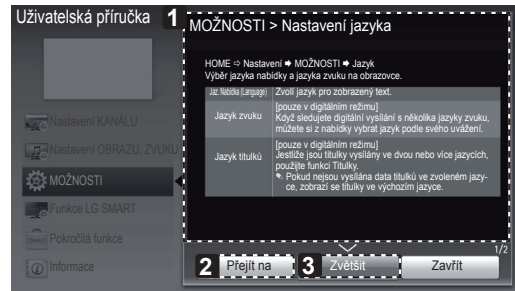 Uživatelská příručka
1
MOŽNOSTI > Nastavení jazyka
HOME ⇨ Nastavení ➡ MOŽNOSTI ➡ Jazyk
Výběr jazyka nabídky a jazyka zvuku na obrazovce.
Jaz. Nabídka (Language) Zvolí jazyk pro zobrazený text.
Jazyk zvuku
[pouze v digitálním režimu]
Když sledujete digitální vysílání s několika jazyky zvuku,
můžete si z nabídky vybrat jazyk podle svého uvážení.
Jazyk titulků
[pouze v digitálním režimu]
Jestliže jsou titulky vysílány ve dvou nebo více jazycích,
použijte funkci Titulky.
Pokud nejsou vysílána data titulků ve zvoleném jazy-
ce, zobrazí se titulky ve výchozím jazyce.
Nastavení KANÁLU
Nastavení OBRAZU, ZVUKU
MOŽNOSTI
Funkce LG SMART
Pokročilá funkce
Informace
1/2
2 Přejít na
3 Zvětšit
Zavřít